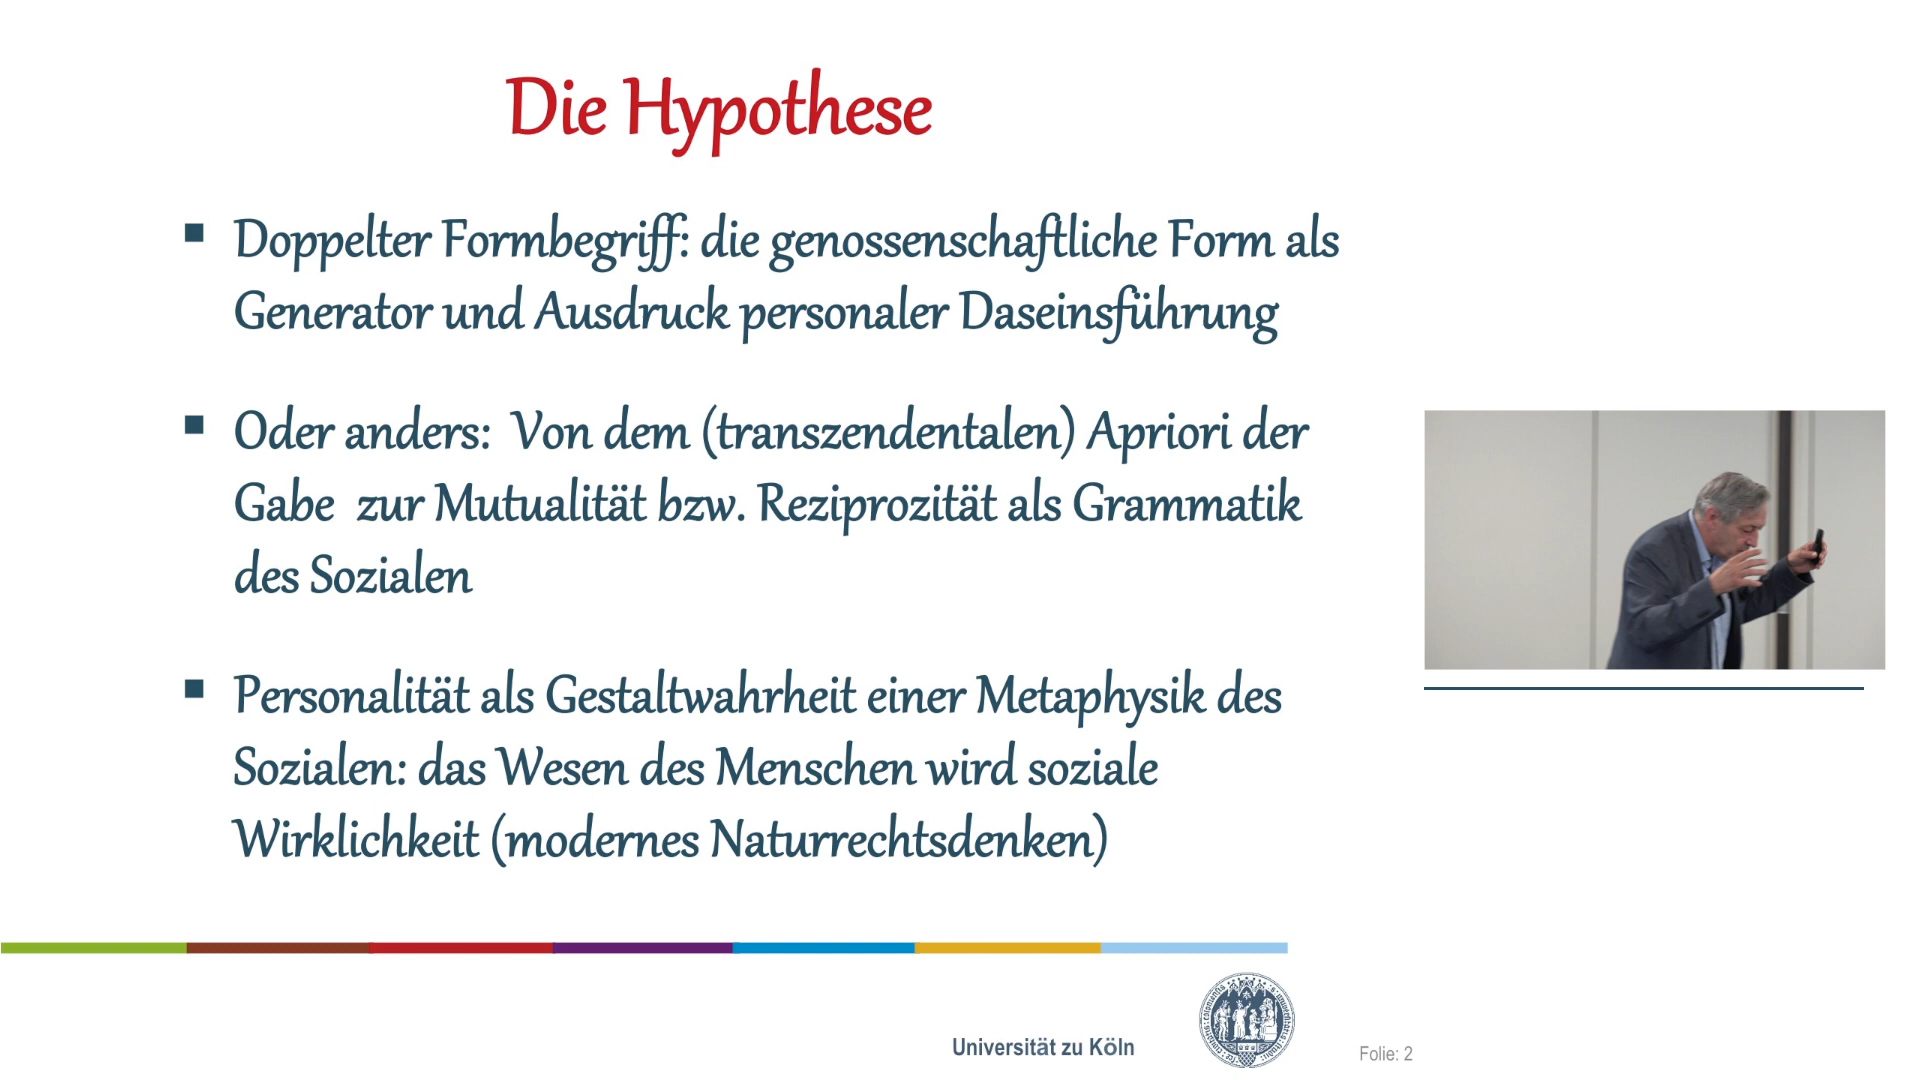 Die Hypothese
▪ Doppelter Formbegriff: die genossenschaftliche Form als
Generator und Ausdruck personaler Daseinsführung
▪ Oder anders: Von dem (transzendentalen) Apriori der
Gabe zur Mutualität bzw. Reziprozität als Grammatik
des Sozialen
▪ Personalität als Gestaltwahrheit einer Metaphysik des
Sozialen: das Wesen des Menschen wird soziale
Wirklichkeit (modernes Naturrechtsdenken)
Universität zu Köln
Folie: 2